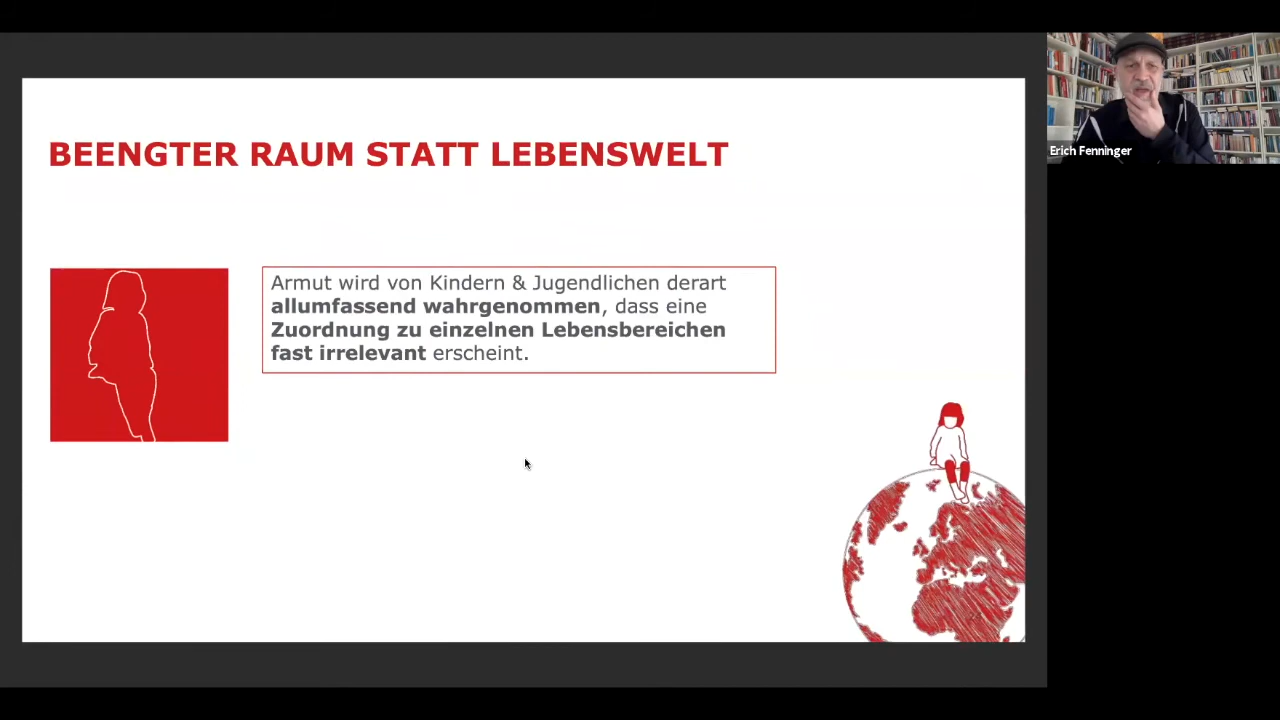 BEENGTER RAUM STATT LEBENSWELT
Armut wird von Kindern & Jugendlichen derart
allumfassend wahrgenommen, dass eine
Zuordnung zu einzelnen Lebensbereichen
fast irrelevant erscheint.
Erich Fenninger